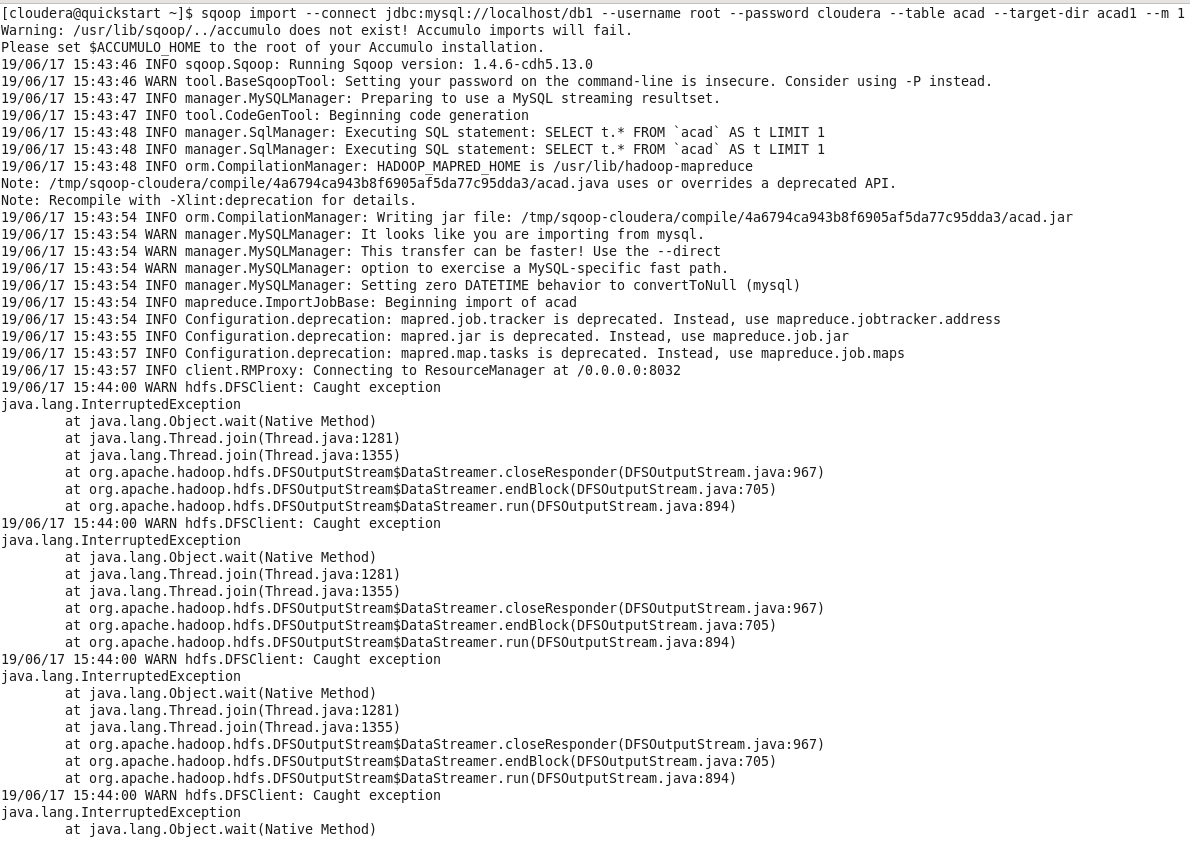 [cloudera@quickstart ~]$ sqoop import --connect jdbc:mysql://localhost/db1 --username root --password cloudera --table acad --target-dir acad1 --m 1
Warning: /usr/lib/sqoop/../accumulo does not exist! Accumulo imports will fail.
Please set $ACCUMULO_HOME to the root of your Accumulo installation.
19/06/17 15:43:46 INFO sqoop.Sqoop: Running Sqoop version: 1.4.6-cdh5.13.0
19/06/17 15:43:46 WARN tool.BaseSqoopTool: Setting your password on the command-line is insecure. Consider using -P instead.
19/06/17 15:43:47 INFO manager.MySQLManager: Preparing to use a MySQL streaming resultset.
19/06/17 15:43:47 INFO tool.CodeGenTool: Beginning code generation
19/06/17 15:43:48 INFO manager.SqlManager: Executing SQL statement: SELECT t.* FROM `acad` AS t LIMIT 1
19/06/17 15:43:48 INFO manager.SqlManager: Executing SQL statement: SELECT t.* FROM `acad` AS t LIMIT 1
19/06/17 15:43:48 INFO orm.CompilationManager: HADOOP_MAPRED_HOME is /usr/lib/hadoop-mapreduce
Note: /tmp/sqoop-cloudera/compile/4a6794ca943b8f6905af5da77c95dda3/acad.java uses or overrides a deprecated API.
Note: Recompile with -Xlint:deprecation for details.
19/06/17 15:43:54 INFO orm.CompilationManager: Writing jar file: /tmp/sqoop-cloudera/compile/4a6794ca943b8f6905af5da77c95dda3/acad.jar
19/06/17 15:43:54 WARN manager.MySQLManager: It looks like you are importing from mysql.
19/06/17 15:43:54 WARN manager.MySQLManager: This transfer can be faster! Use the --direct
19/06/17 15:43:54 WARN manager.MySQLManager: option to exercise a MySQL-specific fast path.
19/06/17 15:43:54 INFO manager.MySQLManager: Setting zero DATETIME behavior to convertToNull (mysql)
19/06/17 15:43:54 INFO mapreduce.ImportJobBase: Beginning import of acad
19/06/17 15:43:54 INFO Configuration.deprecation: mapred.job.tracker is deprecated. Instead, use mapreduce.jobtracker.address
19/06/17 15:43:55 INFO Configuration.deprecation: mapred.jar is deprecated. Instead, use mapreduce.job.jar
19/06/17 15:43:57 INFO Configuration.deprecation: mapred.map.tasks is deprecated. Instead, use mapreduce.job.maps
19/06/17 15:43:57 INFO client.RMProxy: Connecting to ResourceManager at /0.0.0.0:8032
19/06/17 15:44:00 WARN hdfs.DFSClient: Caught exception
java.lang.InterruptedException
at java.lang.Object.wait(Native Method)
at java.lang.Thread.join(Thread.java:1281)
at java.lang.Thread.join(Thread.java:1355)
at org.apache.hadoop.hdfs.DFSOutputStream$DataStreamer.closeResponder(DFSOutputStream.java:967)
at org.apache.hadoop.hdfs.DFSOutputStream$DataStreamer.endBlock(DFSOutputStream.java:705)
at org.apache.hadoop.hdfs.DFSOutputStream$DataStreamer.run(DFSOutputStream.java:894)
19/06/17 15:44:00 WARN hdfs.DFSClient: Caught exception
java.lang.InterruptedException
at java.lang.Object.wait(Native Method)
at java.lang.Thread.join(Thread.java:1281)
at java.lang.Thread.join(Thread.java:1355)
at org.apache.hadoop.hdfs.DFSOutputStream$DataStreamer.closeResponder(DFSOutputStream.java:967)
at org.apache.hadoop.hdfs.DFSOutputStream$DataStreamer.endBlock(DFSOutputStream.java:705)
at org.apache.hadoop.hdfs.DFSOutputStream$DataStreamer.run(DFSOutputStream.java:894)
19/06/17 15:44:00 WARN hdfs.DFSClient: Caught exception
java.lang.InterruptedException
at java.lang.Object.wait(Native Method)
at java.lang.Thread.join(Thread.java:1281)
at java.lang.Thread.join(Thread.java:1355)
at org.apache.hadoop.hdfs.DFSOutputStream$DataStreamer.closeResponder(DFSOutputStream.java:967)
at org.apache.hadoop.hdfs.DFSOutputStream$DataStreamer.endBlock(DFSOutputStream.java:705)
at org.apache.hadoop.hdfs.DFSOutputStream$DataStreamer.run(DFSOutputStream.java:894)
19/06/17 15:44:00 WARN hdfs.DFSClient: Caught exception
java.lang.InterruptedException
at java.lang.Object.wait(Native Method)